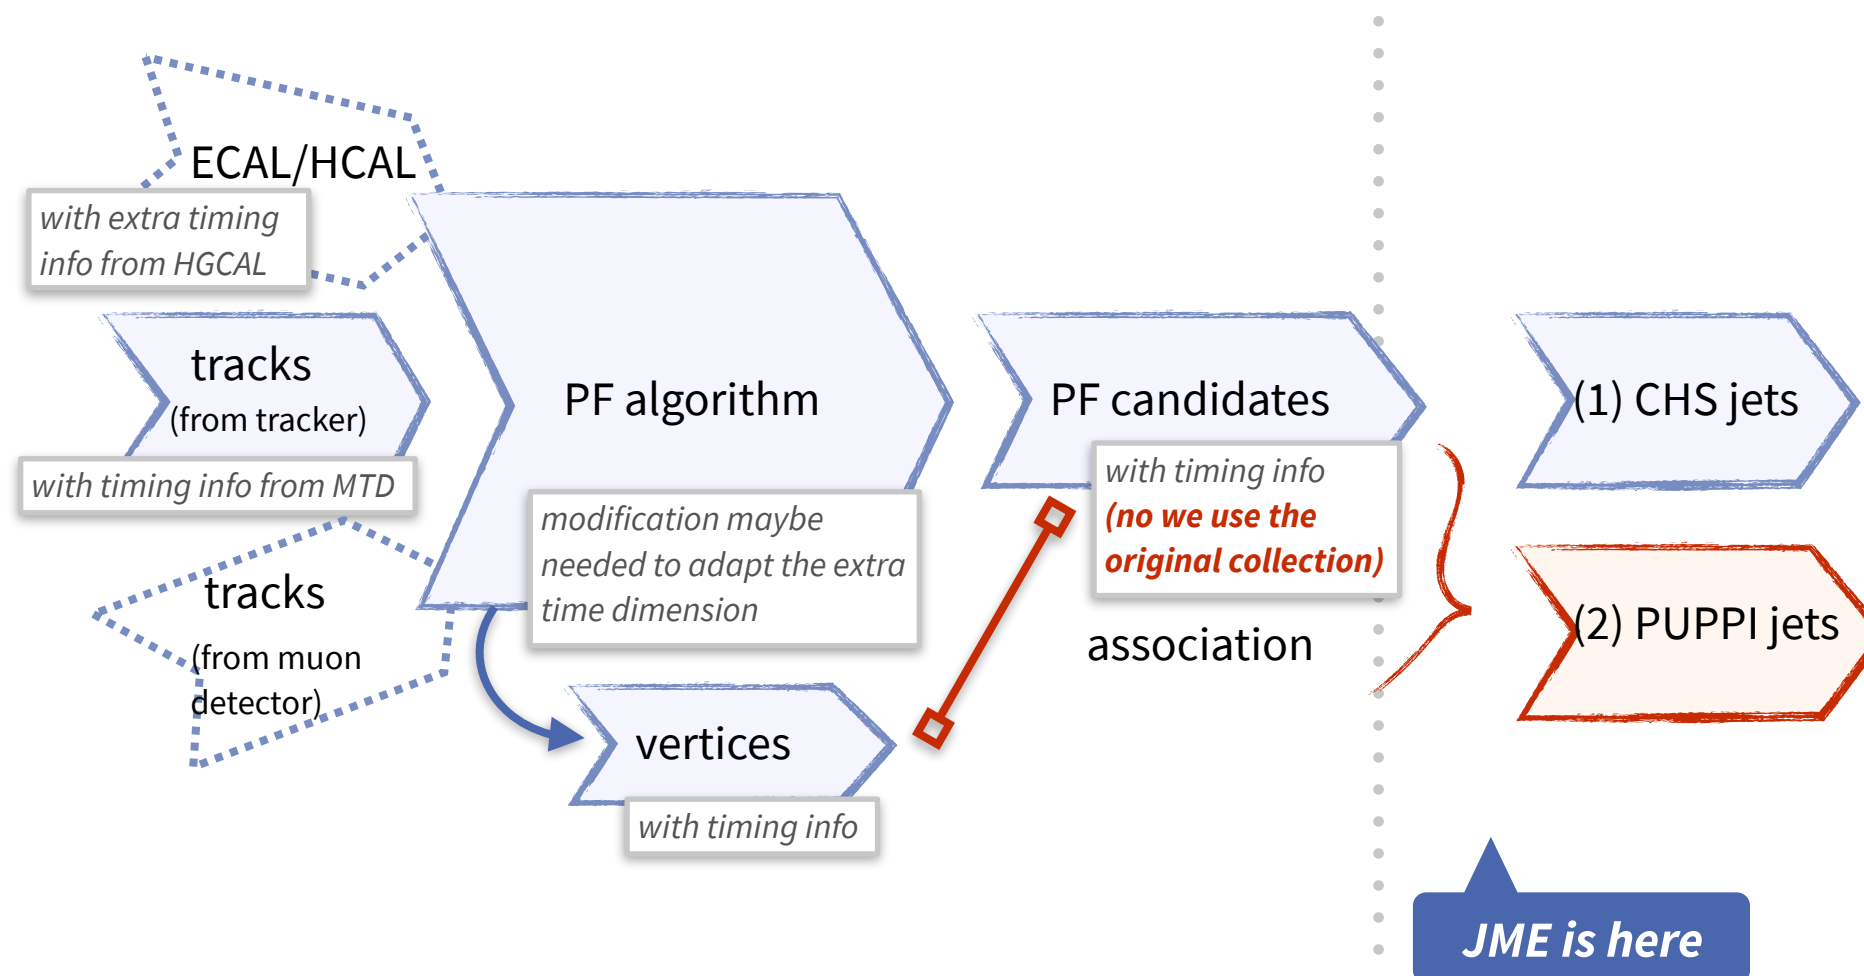 ECAL/HCAL
with extra timing
info from HGCAL
tracks
(from tracker)
with timing info from MTD
tracks
(from muon
detector)
PF algorithm
modification maybe
needed to adapt the extra
time dimension
vertices
with timing info
PF candidates
with timing info
(no we use the
original collection)
association
(1) CHS jets
(2) PUPPI jets
JME is here